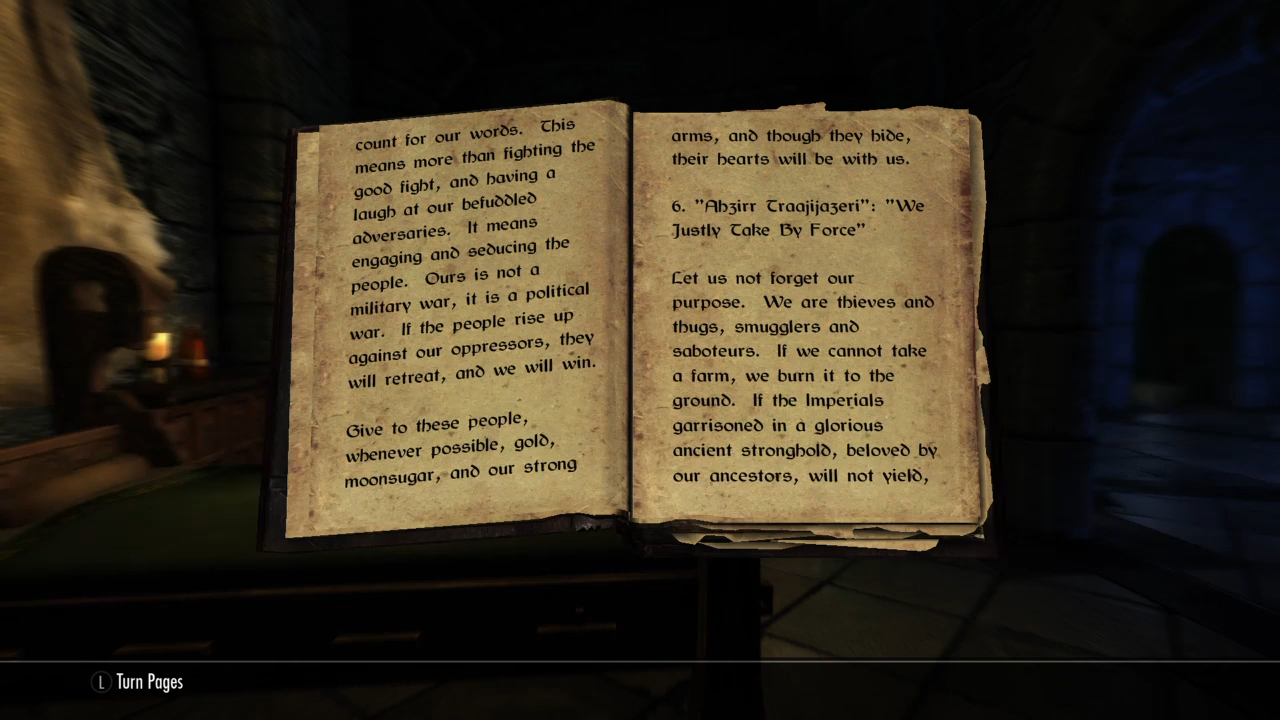 count for our words.  This
means more than fighting the
good fight, and having a
laugh at our befuddled
adversaries.  It means
engaging and seducing the
people.  Ours is not a
military war, it is a political
war.  If the people rise up
against our oppressors, they
will retreat, and we will win.
Give to these people,
whenever possible, gold,
moonsugar, and our strong
arms, and though they hide,
their hearts will be with us.
6. "Ahzirr Traajijazeri": "We
Justly Take By Force"
Let us not forget our
purpose.  We are thieves and
thugs, smugglers and
saboteurs.  If we cannot take
a farm, we burn it to the
ground.  If the Imperials
garrisoned in a glorious
ancient stronghold, beloved by
our ancestors, will not yield,
L Turn Pages